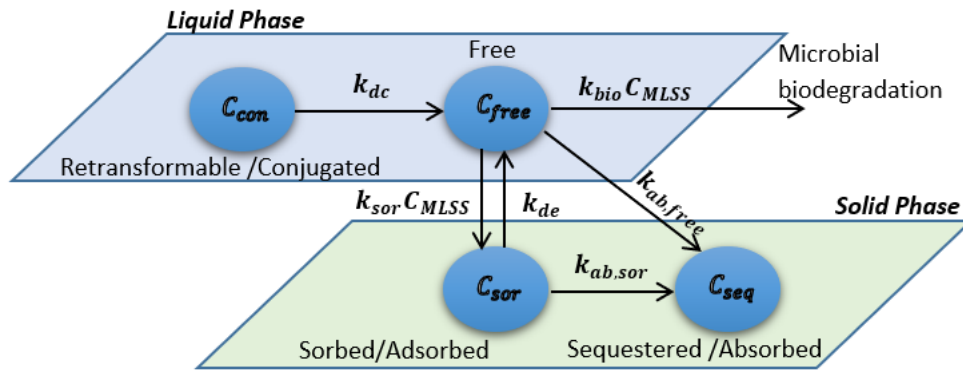 Liquid Phase
Free
Microbial
biodegradation
k_dc
k_bio C_MLSS
C_con
C_free
Retransformable /Conjugated
k_sor C_MLSS
k_de
k_ab,free
Solid Phase
k_ab,sor
C_sor
C_seq
Sorbed/Adsorbed
Sequestered /Absorbed